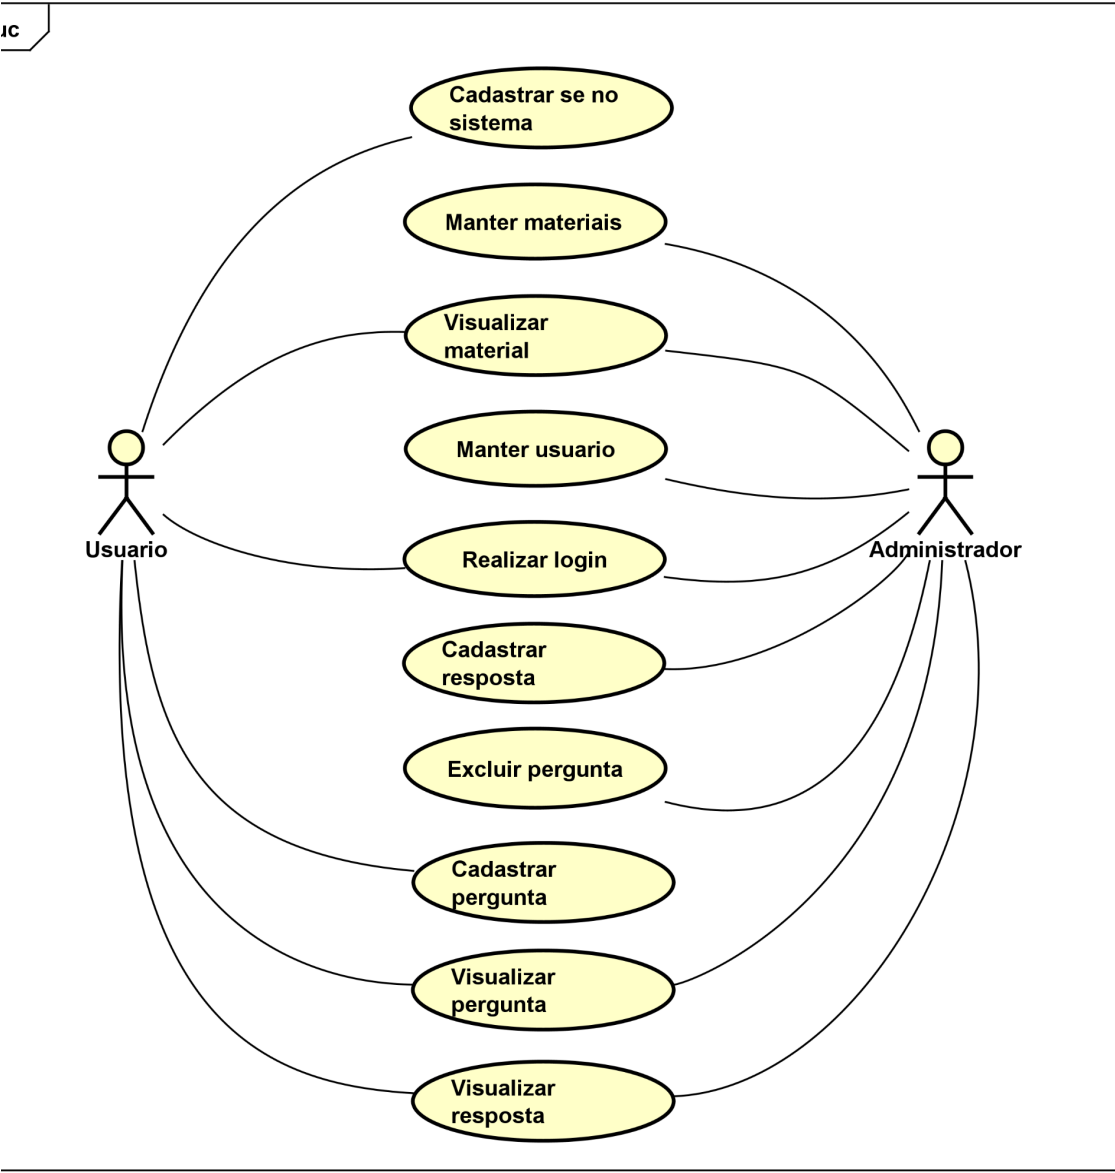 uc
Cadastrar se no
sistema
Manter materiais
Visualizar
material
Manter usuario
Usuario
Administrador
Realizar login
Cadastrar
resposta
Excluir pergunta
Cadastrar
pergunta
Visualizar
pergunta
Visualizar
resposta